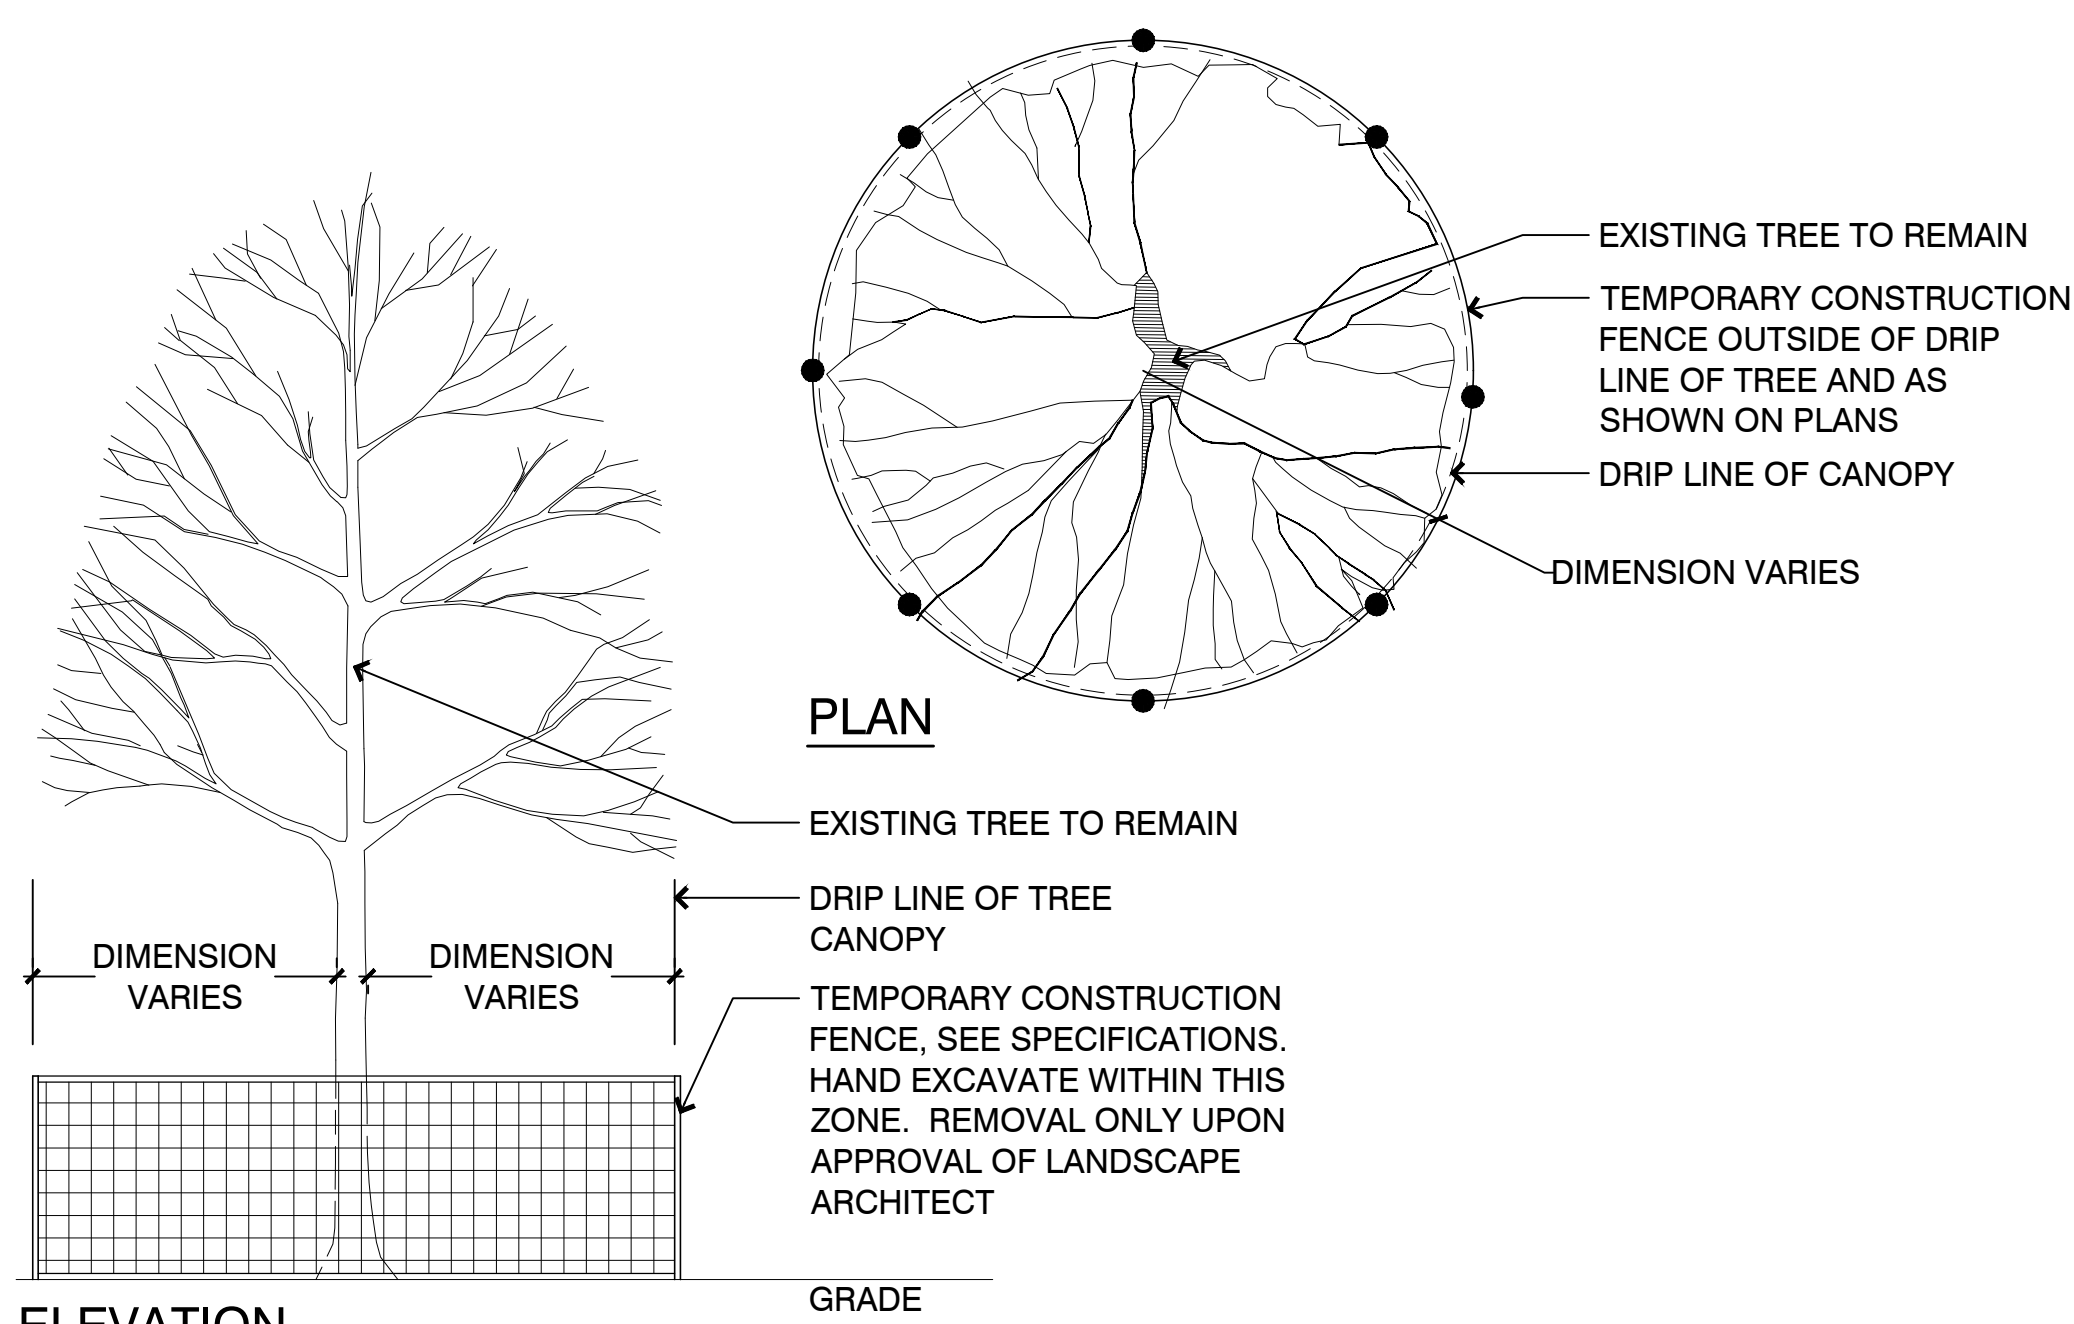 EXISTING TREE TO REMAIN
TEMPORARY CONSTRUCTION
FENCE OUTSIDE OF DRIP
LINE OF TREE AND AS
SHOWN ON PLANS
DRIP LINE OF CANOPY
DIMENSION VARIES
PLAN
EXISTING TREE TO REMAIN
DRIP LINE OF TREE
CANOPY
DIMENSION
VARIES
DIMENSION
VARIES
TEMPORARY CONSTRUCTION
FENCE, SEE SPECIFICATIONS.
HAND EXCAVATE WITHIN THIS
ZONE.  REMOVAL ONLY UPON
APPROVAL OF LANDSCAPE
ARCHITECT
GRADE
ELEVATION